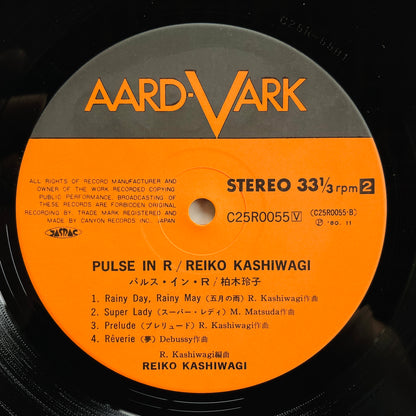 C25R-55B1
AARD-VARK
ALL RIGHTS OF RECORD MANUFACTURER AND
OWNER OF THE WORK RECORDED COPYING
PUBLIC PERFORMANCE. BROADCASTING OF
THESE RECORDS ARE FORBIDDEN ORIGINAL
RECORDING BY. TRADE MARK REGISTERED AND
MADE BY CANYON RECORDS INC. JAPAN
JASRAC
STEREO 33 1/3 rpm 2
C25R0055 V (C25R0055-B)
Ⓟ '80. 11
PULSE IN R / REIKO KASHIWAGI
パルス・イン・R / 柏木玲子
1. Rainy Day, Rainy May (五月の雨) R. Kashiwagi作曲
2. Super Lady (スーパー・レディ) M. Matsuda作曲
3. Prelude (プレリュード) R. Kashiwagi作曲
4. Rêverie (夢) Debussy作曲
R. Kashiwagi編曲
REIKO KASHIWAGI